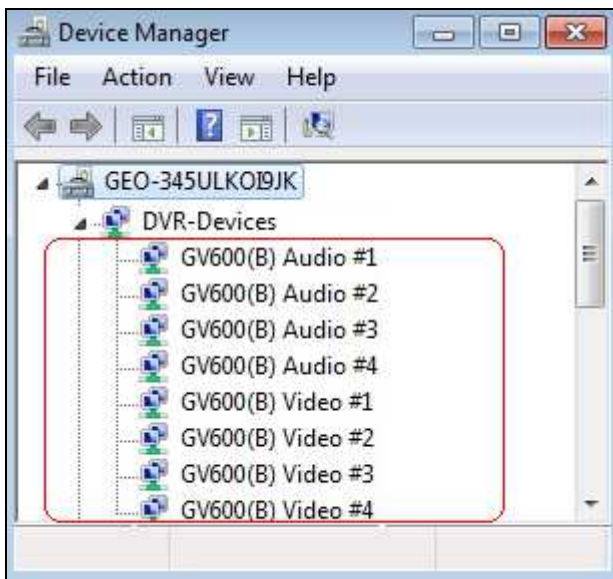 Device Manager
File Action View Help
GEO-345ULKOI9JK
DVR-Devices
GV600(B) Audio #1
GV600(B) Audio #2
GV600(B) Audio #3
GV600(B) Audio #4
GV600(B) Video #1
GV600(B) Video #2
GV600(B) Video #3
GV600(B) Video #4